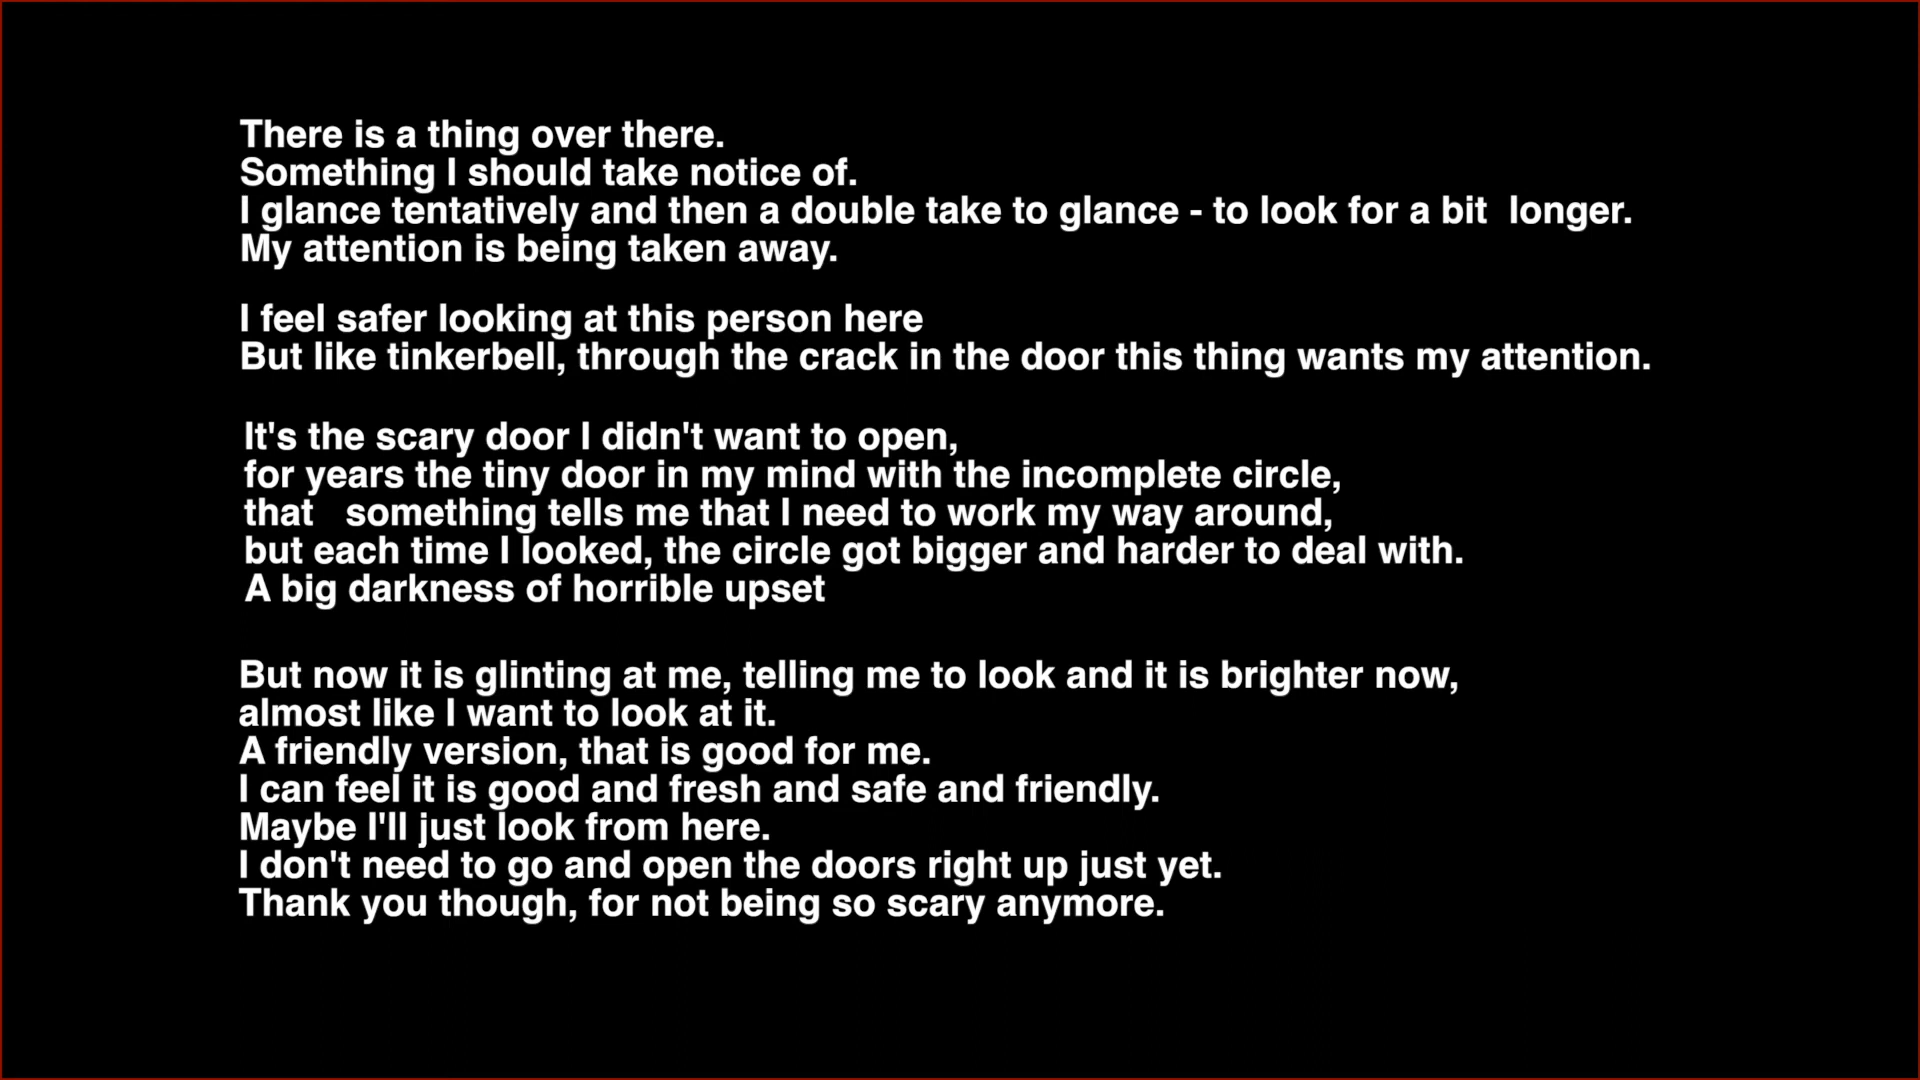 There is a thing over there.
Something I should take notice of.
I glance tentatively and then a double take to glance - to look for a bit  longer.
My attention is being taken away.
I feel safer looking at this person here
But like tinkerbell, through the crack in the door this thing wants my attention.
It's the scary door I didn't want to open,
for years the tiny door in my mind with the incomplete circle,
that   something tells me that I need to work my way around,
but each time I looked, the circle got bigger and harder to deal with.
A big darkness of horrible upset
But now it is glinting at me, telling me to look and it is brighter now,
almost like I want to look at it.
A friendly version, that is good for me.
I can feel it is good and fresh and safe and friendly.
Maybe I'll just look from here.
I don't need to go and open the doors right up just yet.
Thank you though, for not being so scary anymore.